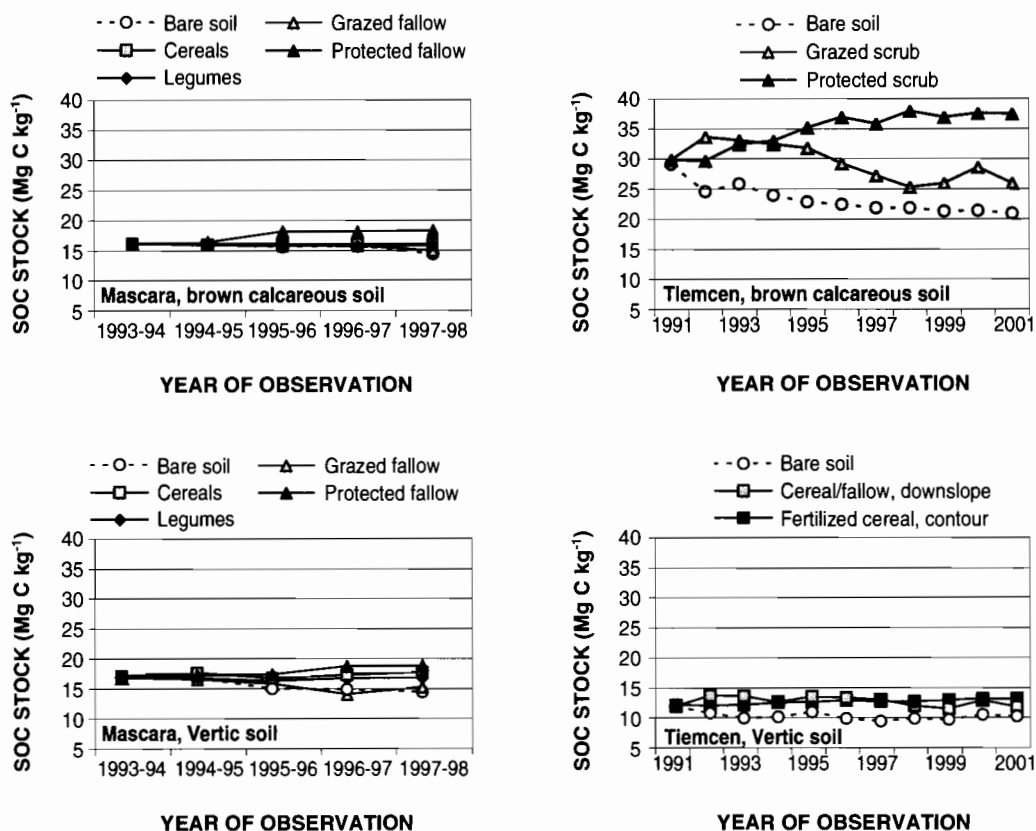 Bare soil
Grazed fallow
Cereals
Protected fallow
Legumes
SOC STOCK (Mg C kg-1)
40
35
30
25
20
15
10
5
Mascara, brown calcareous soil
1993-94 1994-95 1995-96 1996-97 1997-98
YEAR OF OBSERVATION
Bare soil
Grazed scrub
Protected scrub
SOC STOCK (Mg C kg-1)
40
35
30
25
20
15
10
5
Tlemcen, brown calcareous soil
1991 1993 1995 1997 1999 2001
YEAR OF OBSERVATION
Bare soil
Grazed fallow
Cereals
Protected fallow
Legumes
SOC STOCK (Mg C kg-1)
40
35
30
25
20
15
10
5
Mascara, Vertic soil
1993-94 1994-95 1995-96 1996-97 1997-98
YEAR OF OBSERVATION
Bare soil
Cereal/fallow, downslope
Fertilized cereal, contour
SOC STOCK (Mg C kg-1)
40
35
30
25
20
15
10
5
Tiemcen, Vertic soil
1991 1993 1995 1997 1999 2001
YEAR OF OBSERVATION